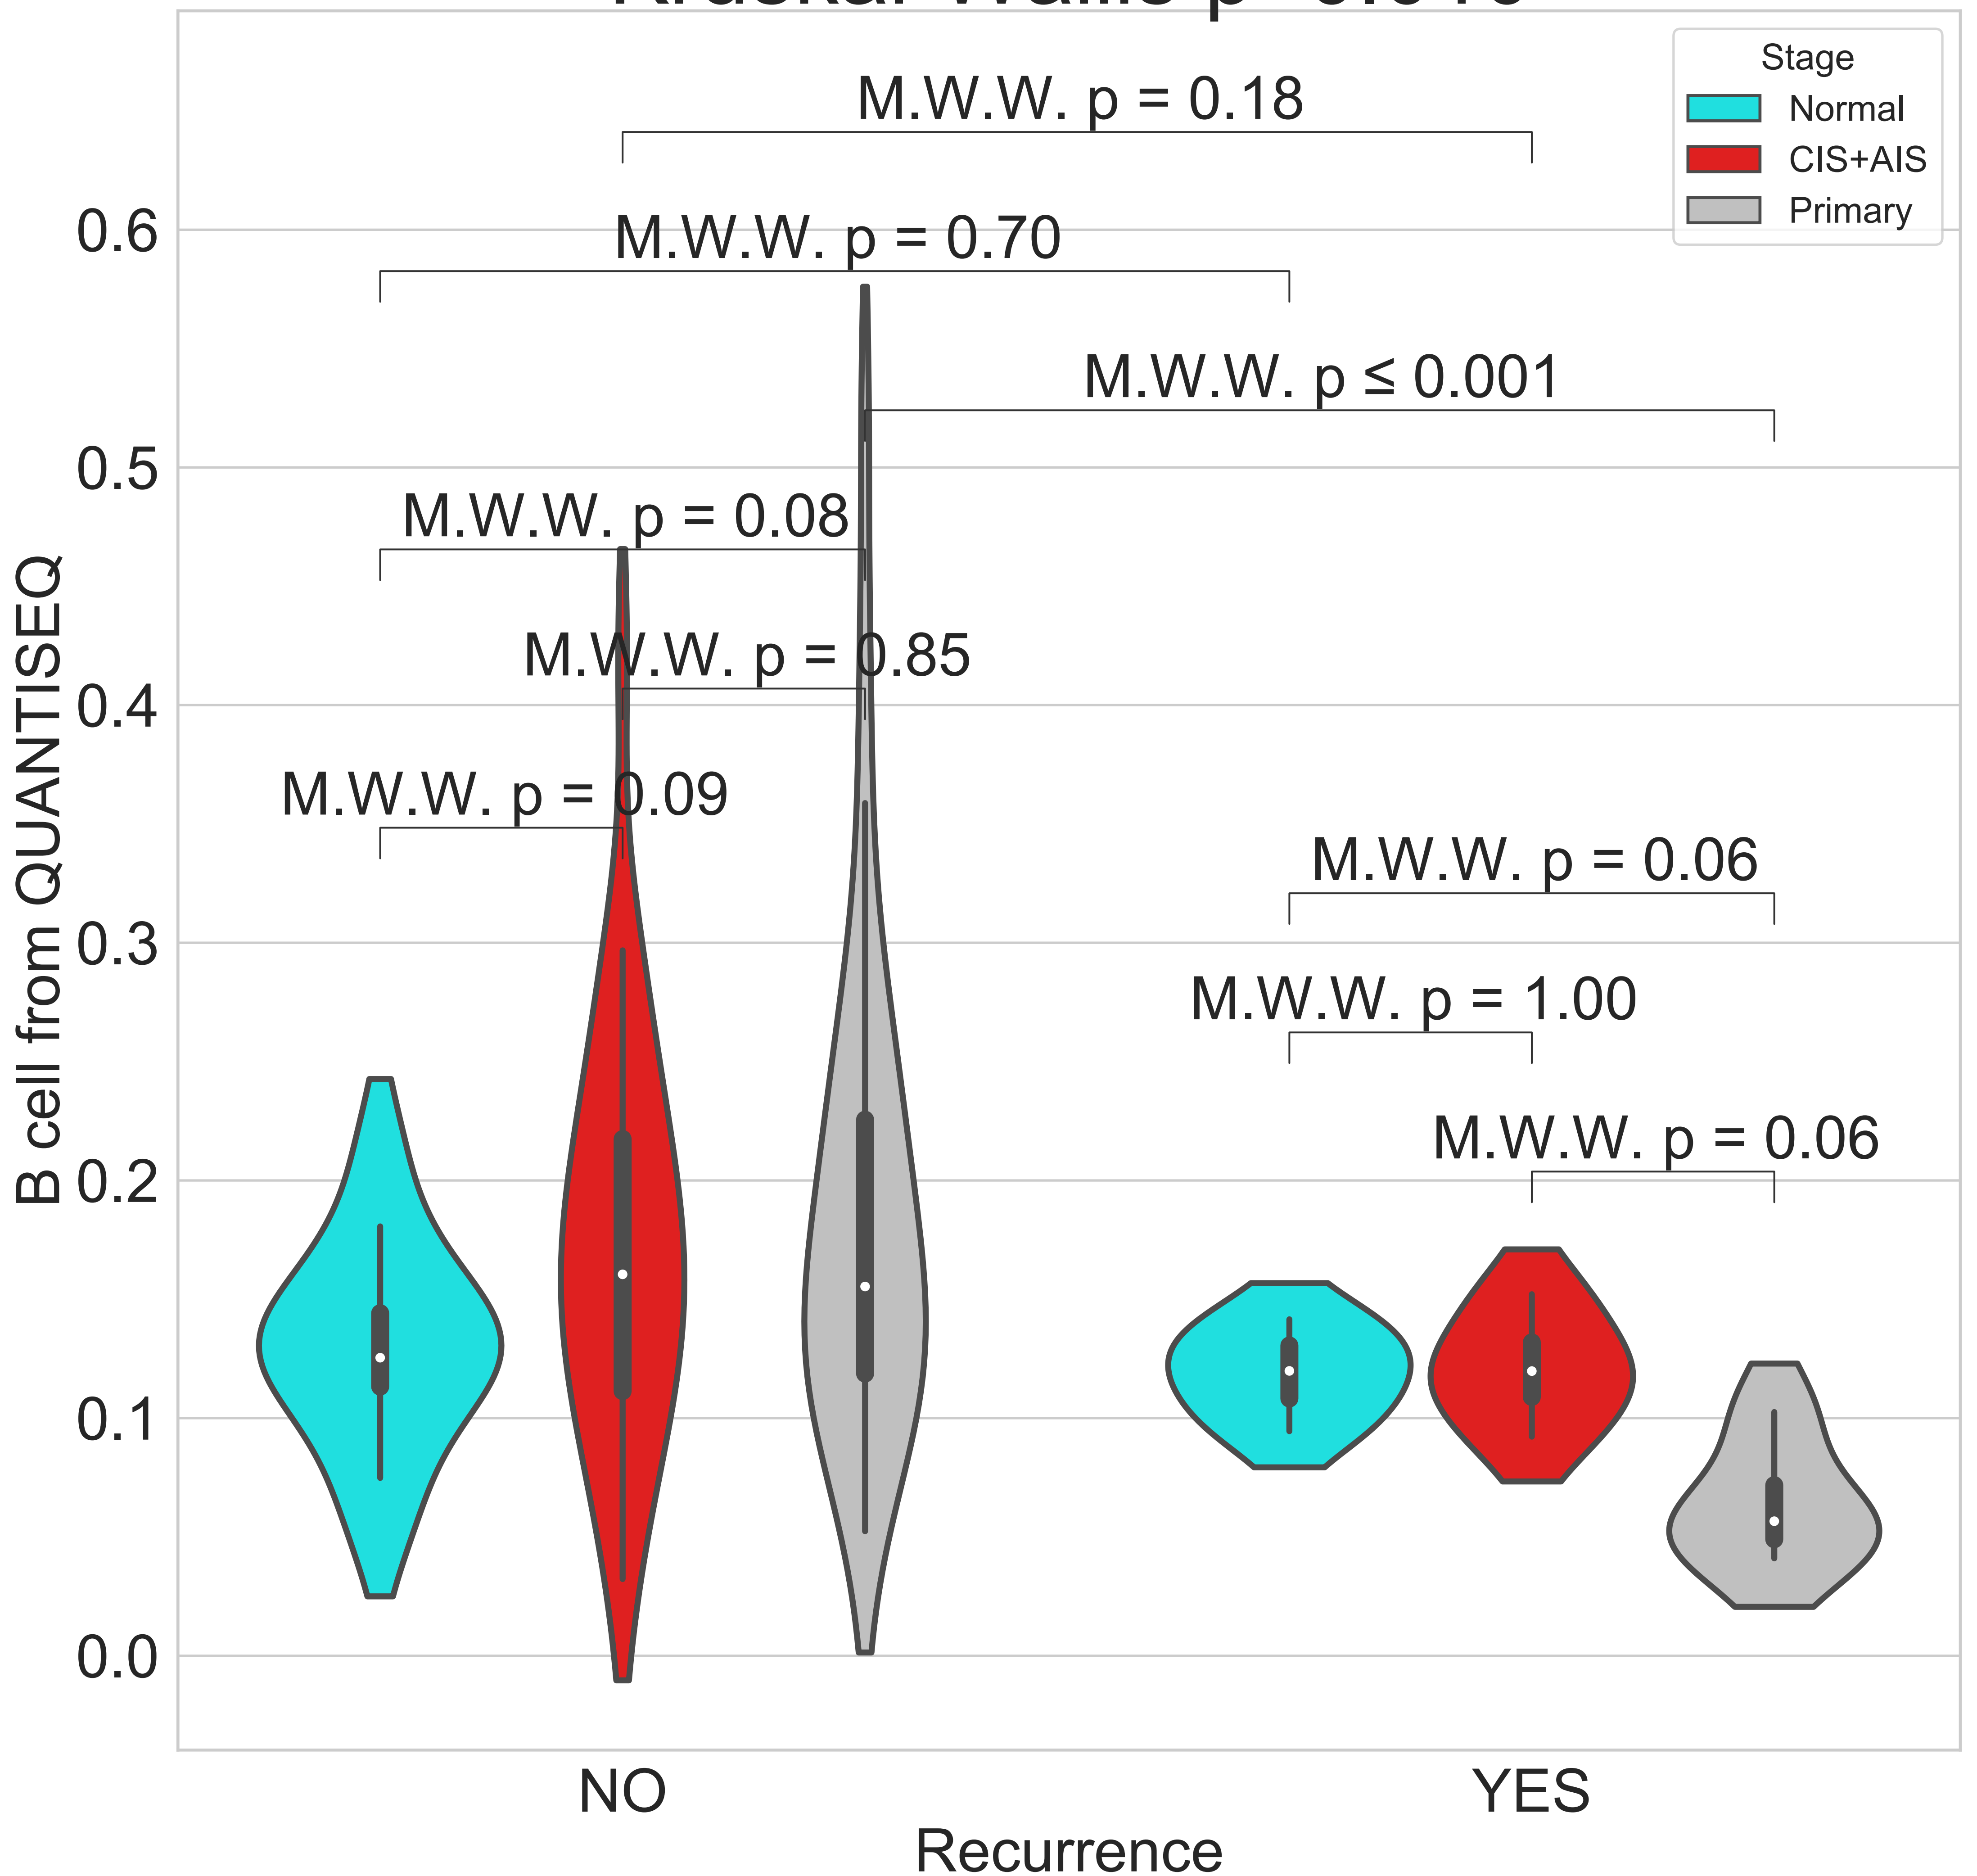 Stage
Normal
CIS+AIS
Primary
M.W.W. p = 0.18
M.W.W. p = 0.70
M.W.W. p ≤ 0.001
M.W.W. p = 0.08
M.W.W. p = 0.85
M.W.W. p = 0.09
M.W.W. p = 0.06
M.W.W. p = 1.00
M.W.W. p = 0.06
B cell from QUANTISEQ
0.6
0.5
0.4
0.3
0.2
0.1
0.0
NO
YES
Recurrence